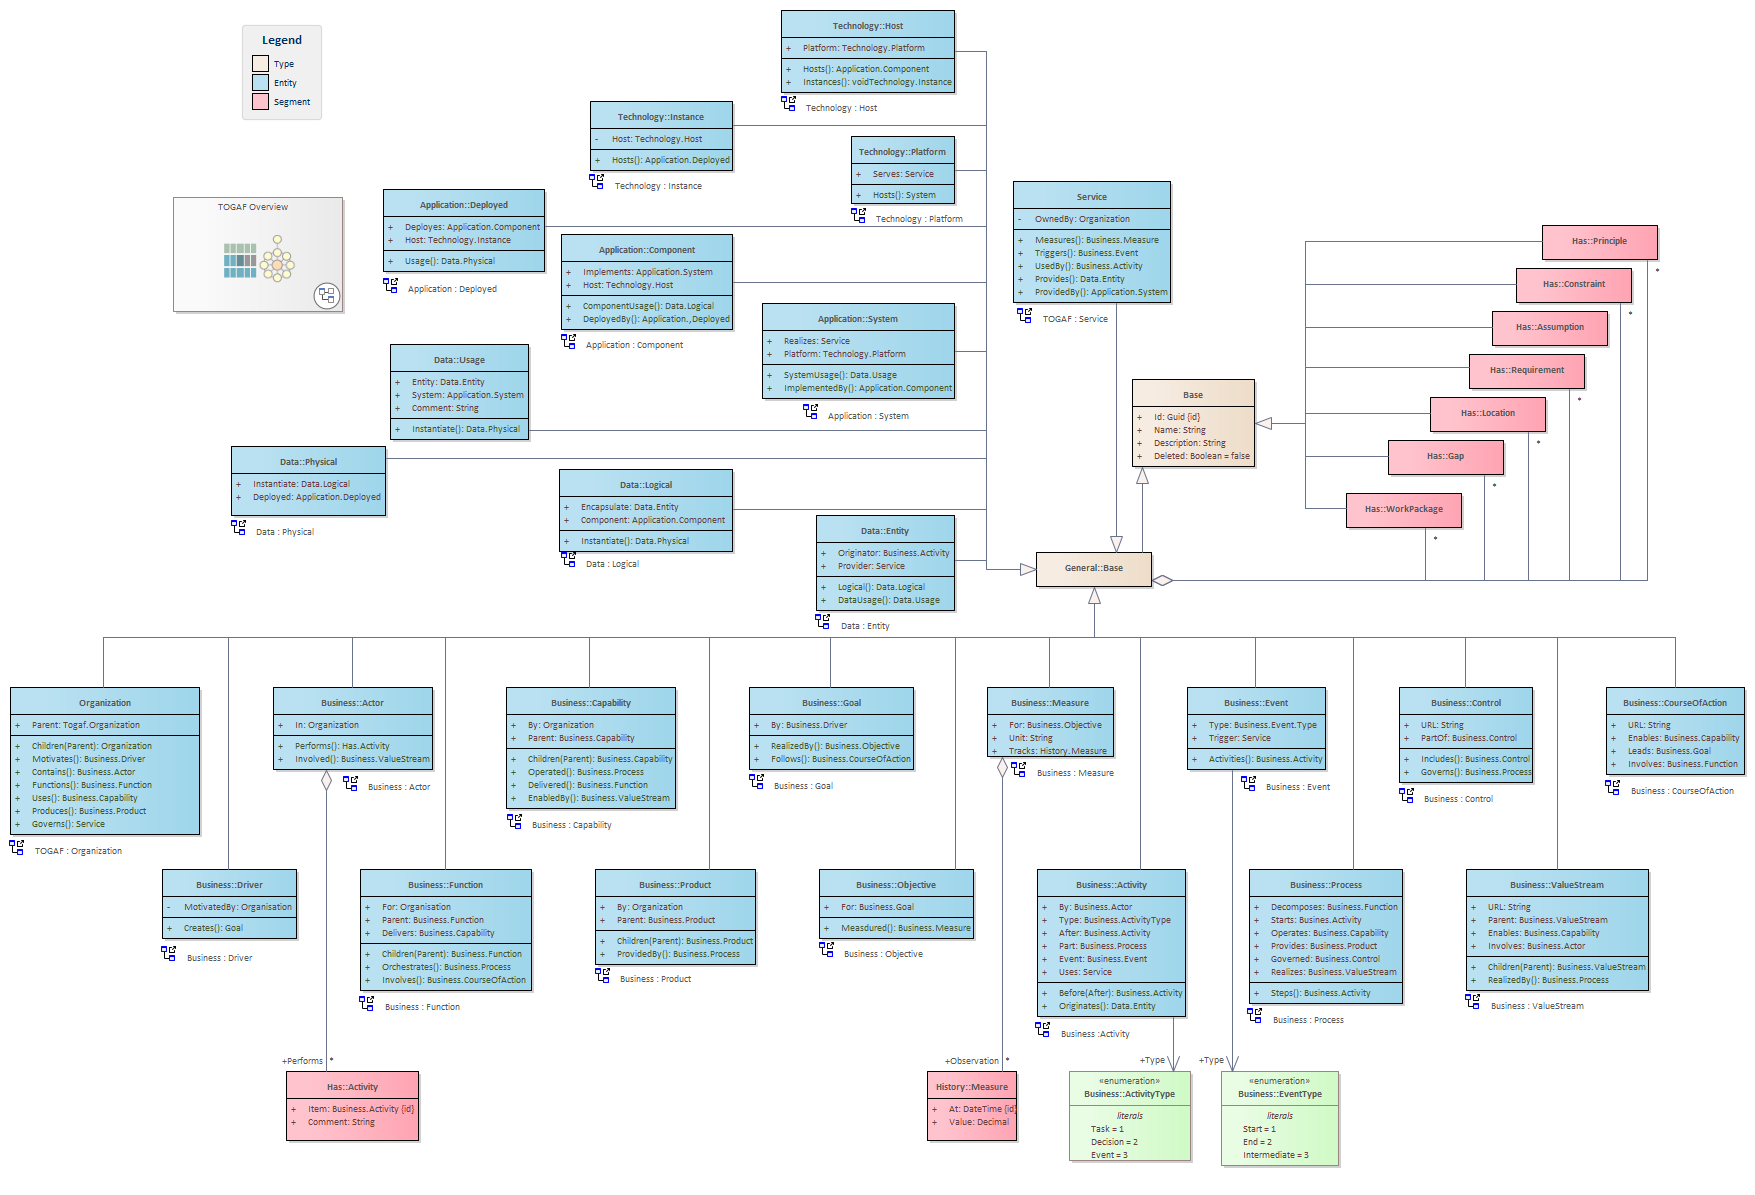 Legend
Type
Entity
Segment
TOGAF Overview
Technology::Host
+ Platform: Technology.Platform
+ Hosts(): Application.Component
+ Instances(): voidTechnology.Instance
Technology : Host
Technology::Instance
- Host: Technology.Host
+ Hosts(): Application.Deployed
Technology : Instance
Technology::Platform
+ Serves: Service
+ Hosts(): System
Technology : Platform
Application::Deployed
+ Deployes: Application.Component
+ Host: Technology.Instance
+ Usage(): Data.Physical
Application : Deployed
Application::Component
+ Implements: Application.System
+ Host: Technology.Host
+ ComponentUsage(): Data.Logical
+ DeployedBy(): Application.,Deployed
Application : Component
Application::System
+ Realizes: Service
+ Platform: Technology.Platform
+ SystemUsage(): Data.Usage
+ ImplementedBy(): Application.Component
Application : System
Service
- OwnedBy: Organization
+ Measures(): Business.Measure
+ Triggers(): Business.Event
+ UsedBy(): Business.Activity
+ Provides(): Data.Entity
+ ProvidedBy(): Application.System
TOGAF : Service
Data::Usage
+ Entity: Data.Entity
+ System: Application.System
+ Comment: String
+ Instantiate(): Data.Physical
Data::Physical
+ Instantiate: Data.Logical
+ Deployed: Application.Deployed
Data : Physical
Data::Logical
+ Encapsulate: Data.Entity
+ Component: Application.Component
+ Instantiate(): Data.Physical
Data : Logical
Data::Entity
+ Originator: Business.Activity
+ Provider: Service
+ Logical(): Data.Logical
+ DataUsage(): Data.Usage
Data : Entity
Base
+ Id: Guid {id}
+ Name: String
+ Description: String
+ Deleted: Boolean = false
General::Base
Has::Principle
*
Has::Constraint
*
Has::Assumption
Has::Requirement
*
Has::Location
*
Has::Gap
*
Has::WorkPackage
*
Organization
+ Parent: Togaf.Organization
+ Children(Parent): Organization
+ Motivates(): Business.Driver
+ Contains(): Business.Actor
+ Functions(): Business.Function
+ Uses(): Business.Capability
+ Produces(): Business.Product
+ Governs(): Service
TOGAF : Organization
Business::Actor
+ In: Organization
+ Performs(): Has.Activity
+ Involved(): Business.ValueStream
Business : Actor
Business::Capability
+ By: Organization
+ Parent: Business.Capability
+ Children(Parent): Business.Capability
+ Operated(): Business.Process
+ Delivered(): Business.Function
+ EnabledBy(): Business.ValueStream
Business : Capability
Business::Goal
+ By: Business.Driver
+ RealizedBy(): Business.Objective
+ Follows(): Business.CourseOfAction
Business : Goal
Business::Measure
+ For: Business.Objective
+ Unit: String
+ Tracks: History.Measure
Business : Measure
Business::Event
+ Type: Business.Event.Type
+ Trigger: Service
+ Activities(): Business.Activity
Business : Event
Business::Control
+ URL: String
+ PartOf: Business.Control
+ Includes(): Business.Control
+ Governs(): Business.Process
Business : Control
Business::CourseOfAction
+ URL: String
+ Enables: Business.Capability
+ Leads: Business.Goal
+ Involves: Business.Function
Business : CourseOfAction
Business::Driver
- MotivatedBy: Organisation
+ Creates(): Goal
Business : Driver
Business::Function
+ For: Organisation
+ Parent: Business.Function
+ Delivers: Business.Capability
+ Children(Parent): Business.Function
+ Orchestrates(): Business.Process
+ Involves(): Business.CourseOfAction
Business : Function
Business::Product
+ By: Organization
+ Parent: Business.Product
+ Children(Parent): Business.Product
+ ProvidedBy(): Business.Process
Business : Product
Business::Objective
+ For: Business.Goal
+ Measdured(): Business.Measure
Business : Objective
Business::Activity
+ By: Business.Actor
+ Type: Business.ActivityType
+ After: Business.Activity
+ Part: Business.Process
+ Event: Business.Event
+ Uses: Service
+ Before(After): Business.Activity
+ Originates(): Data.Entity
Business :Activity
Business::Process
+ Decomposes: Business.Function
+ Starts: Business.Activity
+ Operates: Business.Capability
+ Provides: Business.Product
+ Governed: Business.Control
+ Realizes: Business.ValueStream
+ Steps(): Business.Activity
Business : Process
Business::ValueStream
+ URL: String
+ Parent: Business.ValueStream
+ Enables: Business.Capability
+ Involves: Business.Actor
+ Children(Parent): Business.ValueStream
+ RealizedBy(): Business.Process
Business : ValueStream
+Performs *
+Observation *
+Type
+Type
Has::Activity
+ Item: Business.Activity {id}
+ Comment: String
History::Measure
+ At: DateTime {id}
+ Value: Decimal
«enumeration»
Business::ActivityType
literals
Task = 1
Decision = 2
Event = 3
«enumeration»
Business::EventType
literals
Start = 1
End = 2
Intermediate = 3